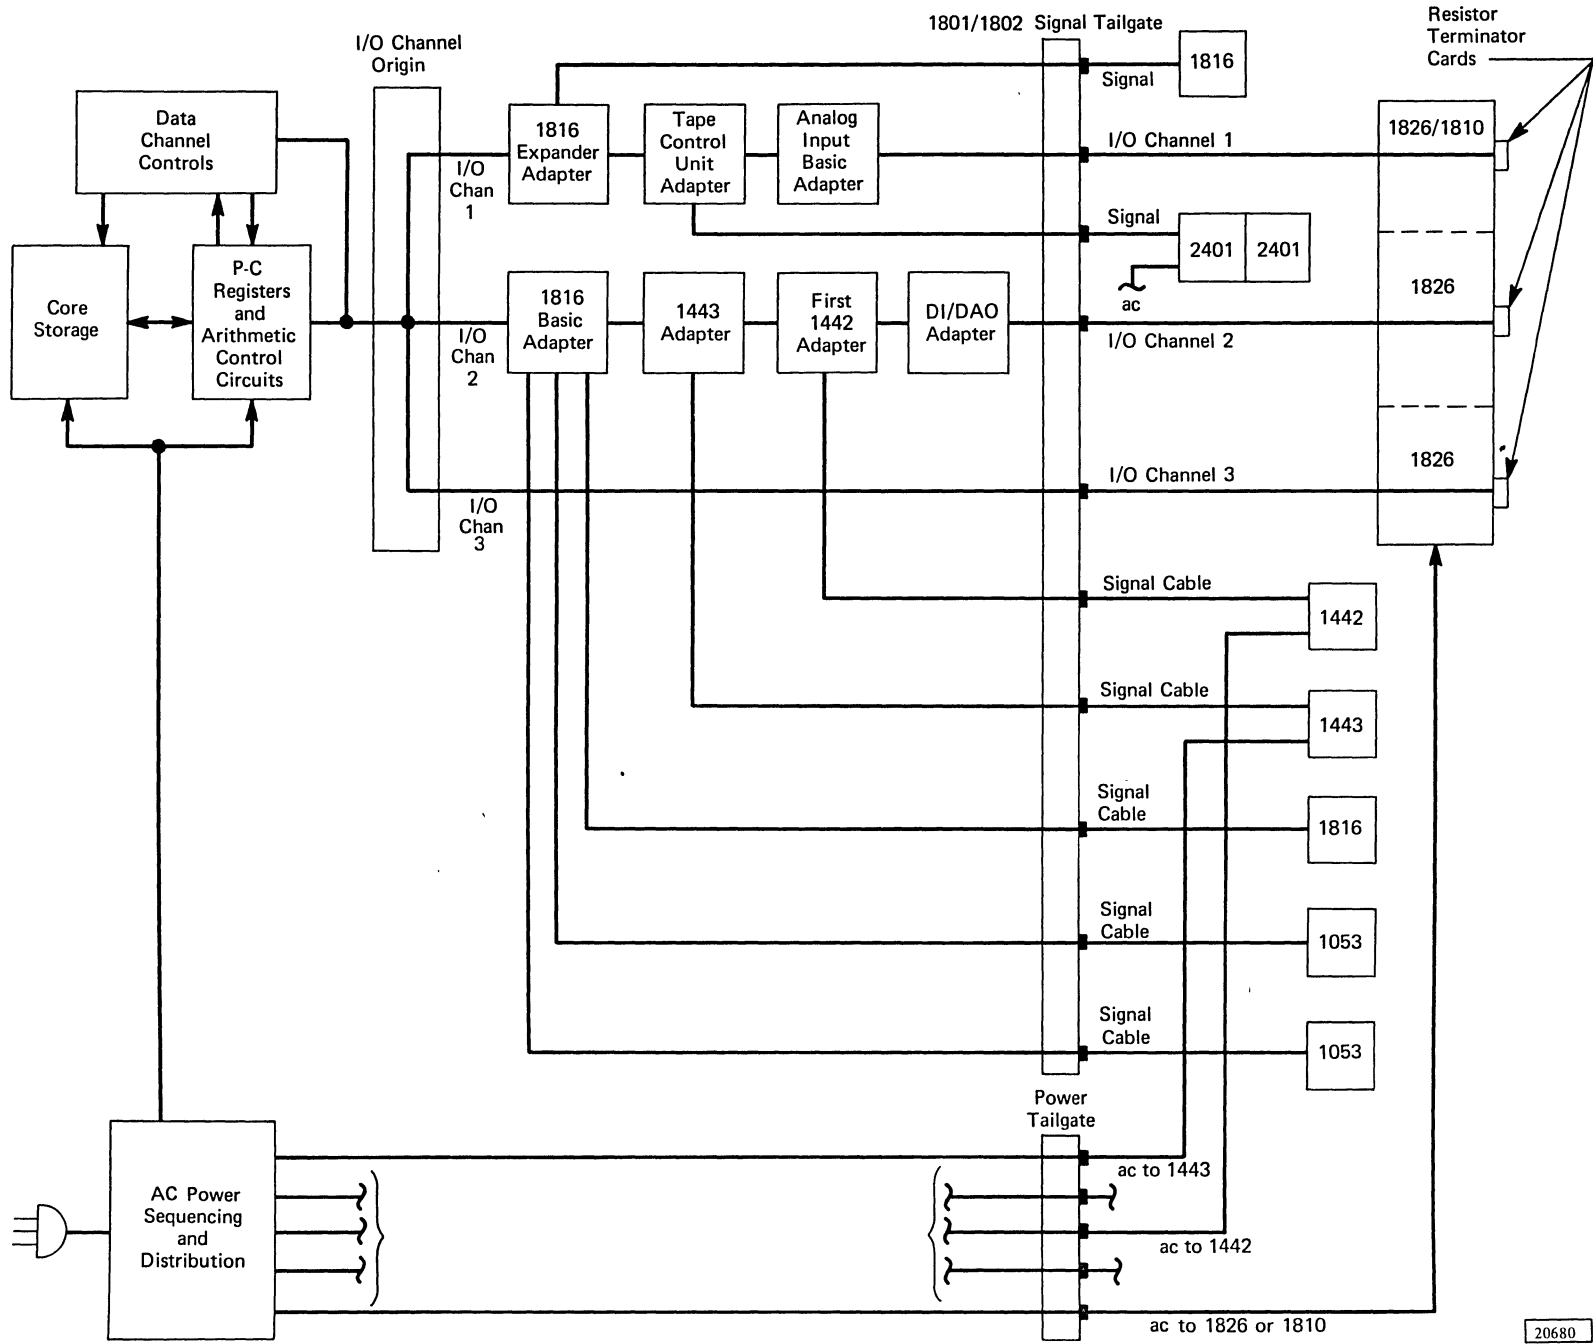 1801/1802 Signal Tailgate
Resistor
Terminator
Cards
I/O Channel
Origin
1816
Signal
Data
Channel
Controls
1816
Expander
Adapter
Tape
Control
Unit
Adapter
Analog
Input
Basic
Adapter
I/O Channel 1
1826/1810
I/O
Chan
1
Signal
2401
2401
ac
Core
Storage
P-C
Registers
and
Arithmetic
Control
Circuits
1816
Basic
Adapter
1443
Adapter
First
1442
Adapter
DI/DAO
Adapter
1826
I/O
Chan
2
I/O Channel 2
1826
I/O Channel 3
I/O
Chan
3
Signal Cable
1442
Signal Cable
1443
Signal
Cable
1816
Signal
Cable
1053
Signal
Cable
1053
Power
Tailgate
ac to 1443
AC Power
Sequencing
and
Distribution
ac to 1442
ac to 1826 or 1810
20680